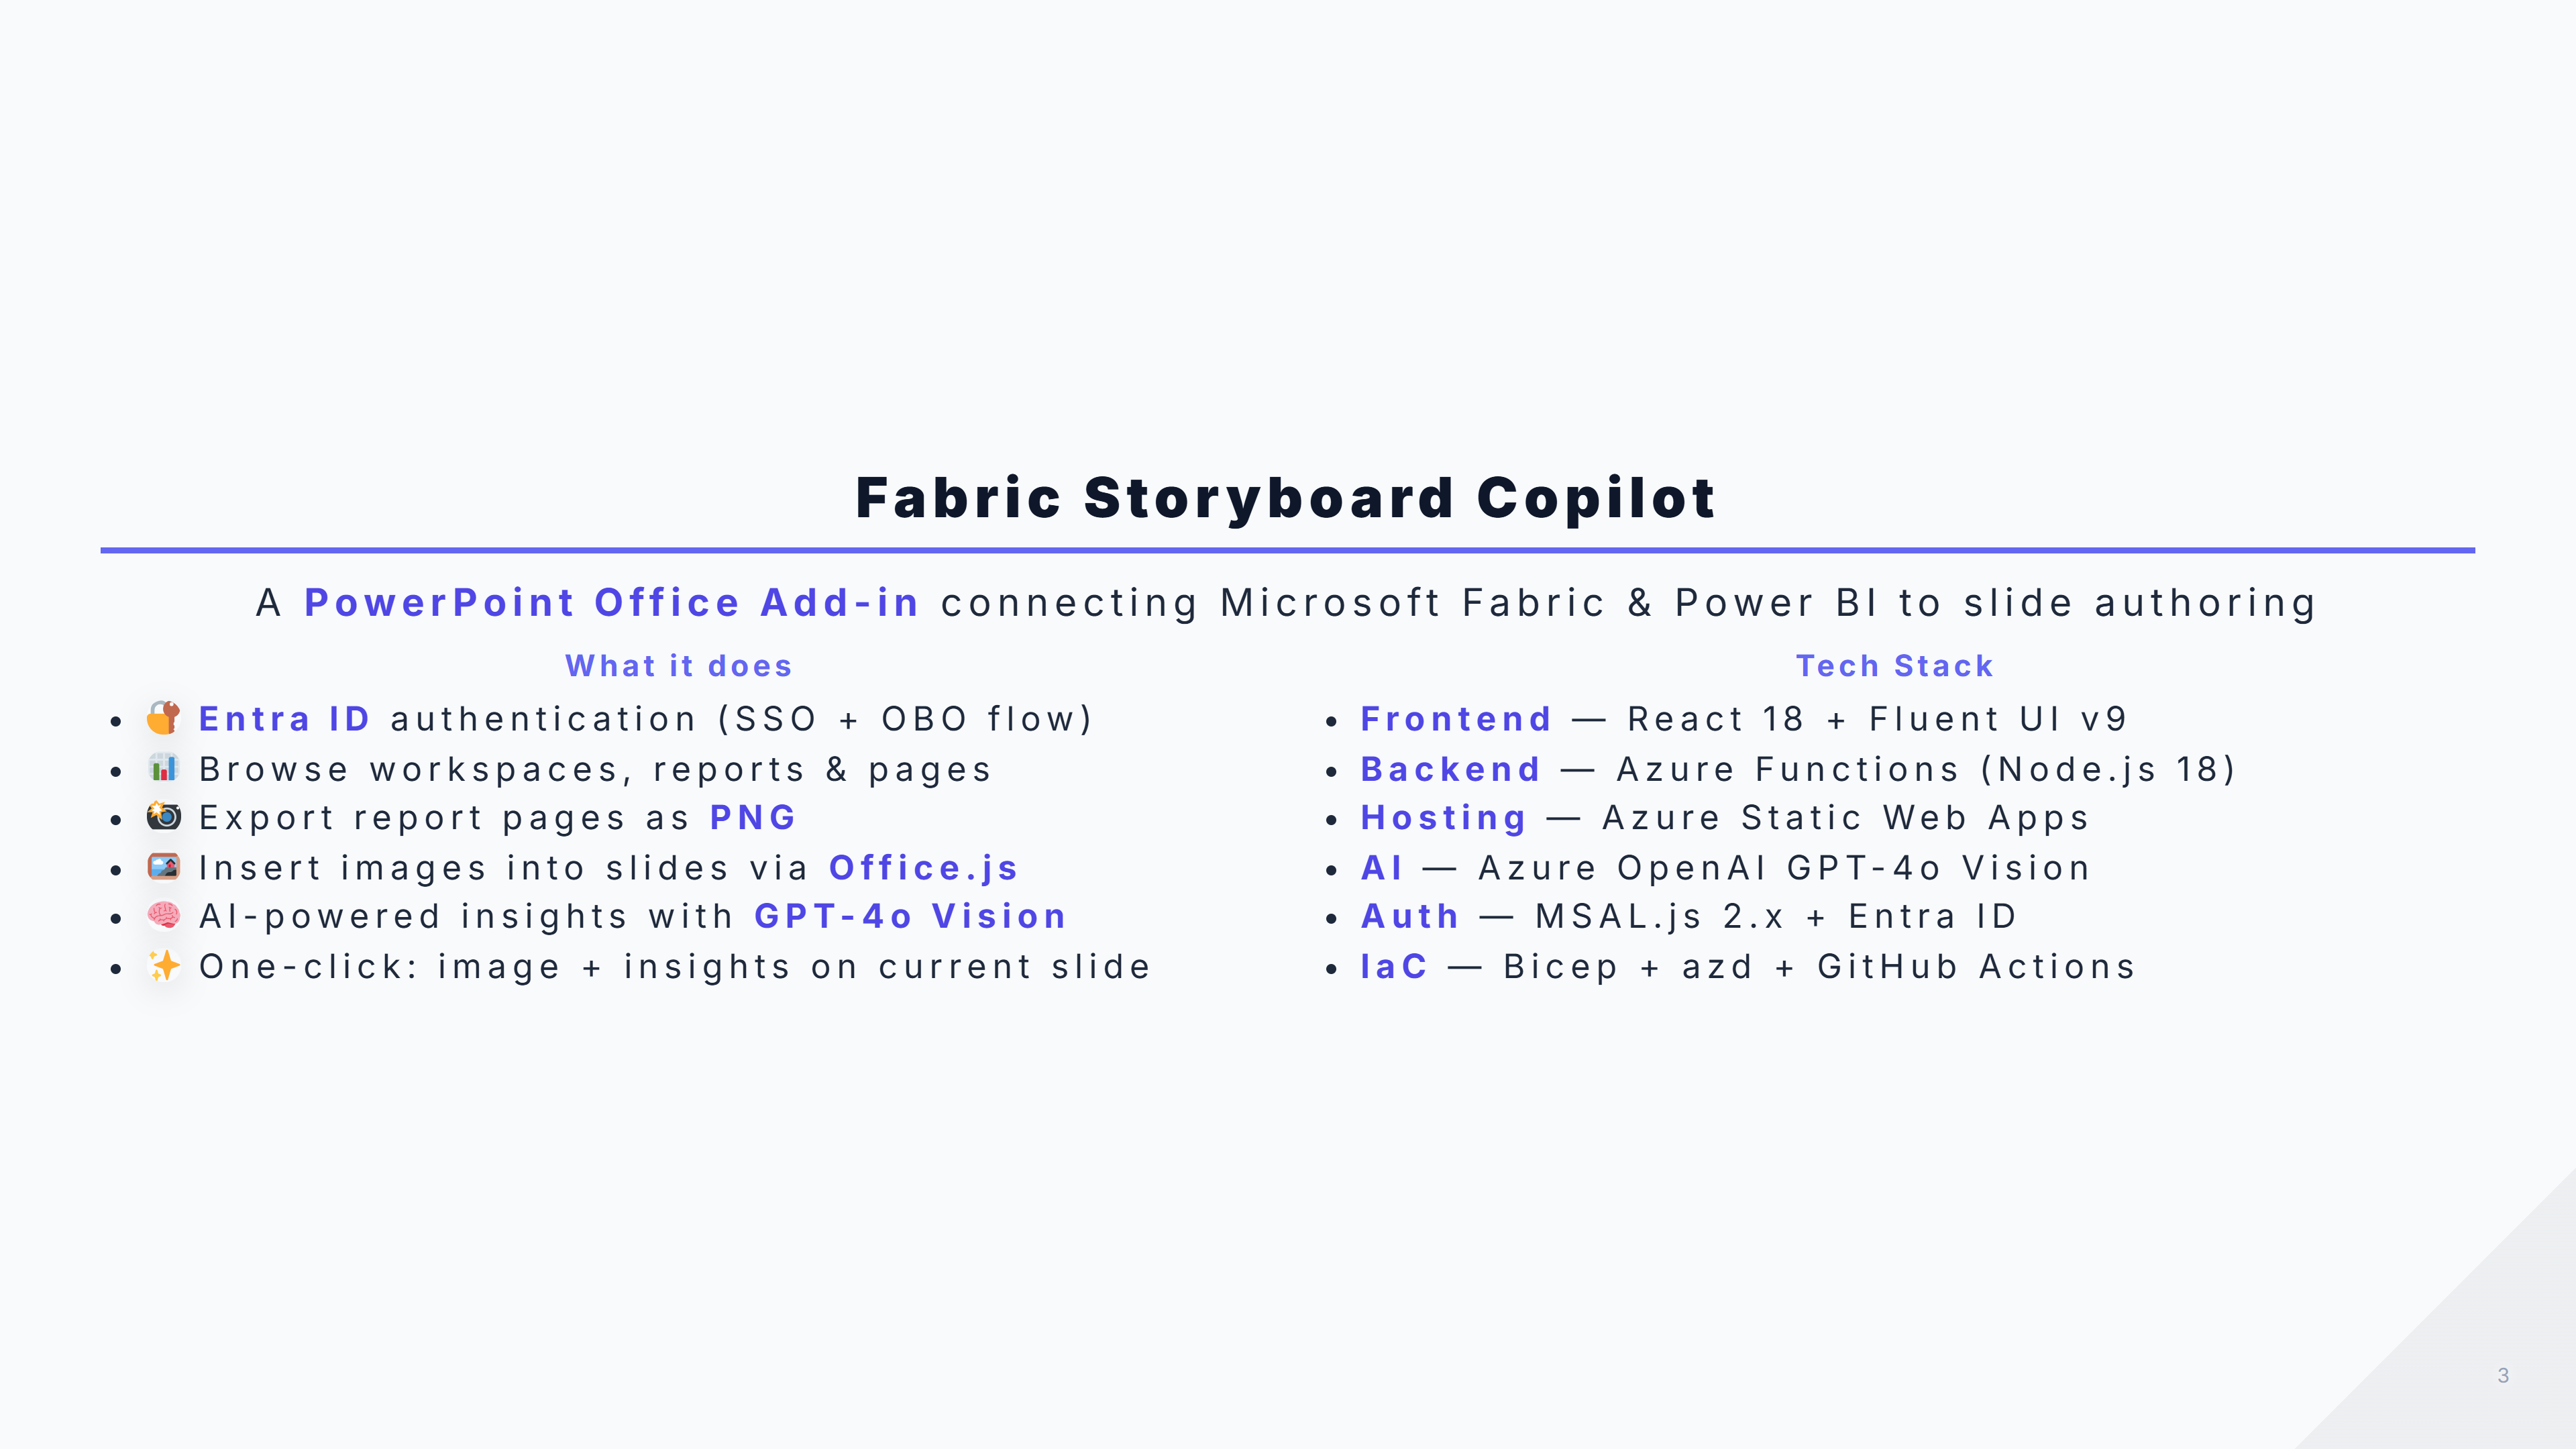 Fabric Storyboard Copilot
A PowerPoint Office Add-in connecting Microsoft Fabric & Power BI to slide authoring
What it does
• 🔐 Entra ID authentication (SSO + OBO flow)
• 📊 Browse workspaces, reports & pages
• 📸 Export report pages as PNG
• 🖼️ Insert images into slides via Office.js
• 🧠 AI-powered insights with GPT-4o Vision
• ✨ One-click: image + insights on current slide
Tech Stack
• Frontend — React 18 + Fluent UI v9
• Backend — Azure Functions (Node.js 18)
• Hosting — Azure Static Web Apps
• AI — Azure OpenAI GPT-4o Vision
• Auth — MSAL.js 2.x + Entra ID
• IaC — Bicep + azd + GitHub Actions
3